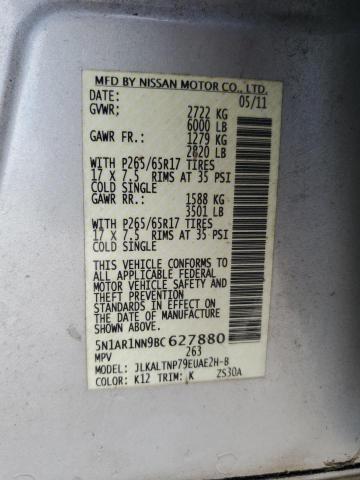 MFD BY NISSAN MOTOR CO., LTD.
DATE: 05/11
GVWR; 2722 KG
6000 LB
GAWR FR.: 1279 KG
2820 LB
WITH P265/65R17 TIRES
17 X 7.5 RIMS AT 35 PSI
COLD SINGLE
GAWR RR.: 1588 KG
3501 LB
WITH P265/65R17 TIRES
17 X 7.5 RIMS AT 35 PSI
COLD SINGLE
THIS VEHICLE CONFORMS TO
ALL APPLICABLE FEDERAL
MOTOR VEHICLE SAFETY AND
THEFT PREVENTION
STANDARDS IN EFFECT ON
THE DATE OF MANUFACTURE
SHOWN ABOVE.
5N1AR1NN9BC627880
MPV 263
MODEL: JLKALTNP79EUAE2H-B
COLOR: K12 TRIM: K ZS30A